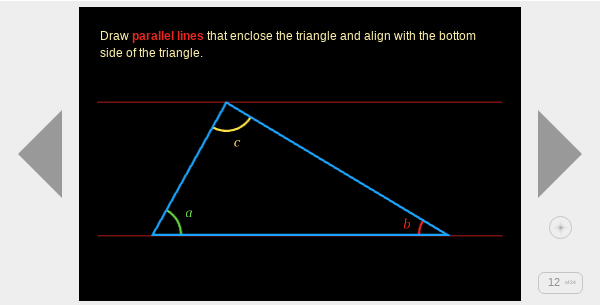 Draw parallel lines that enclose the triangle and align with the bottom
side of the triangle.
c
a
b
12